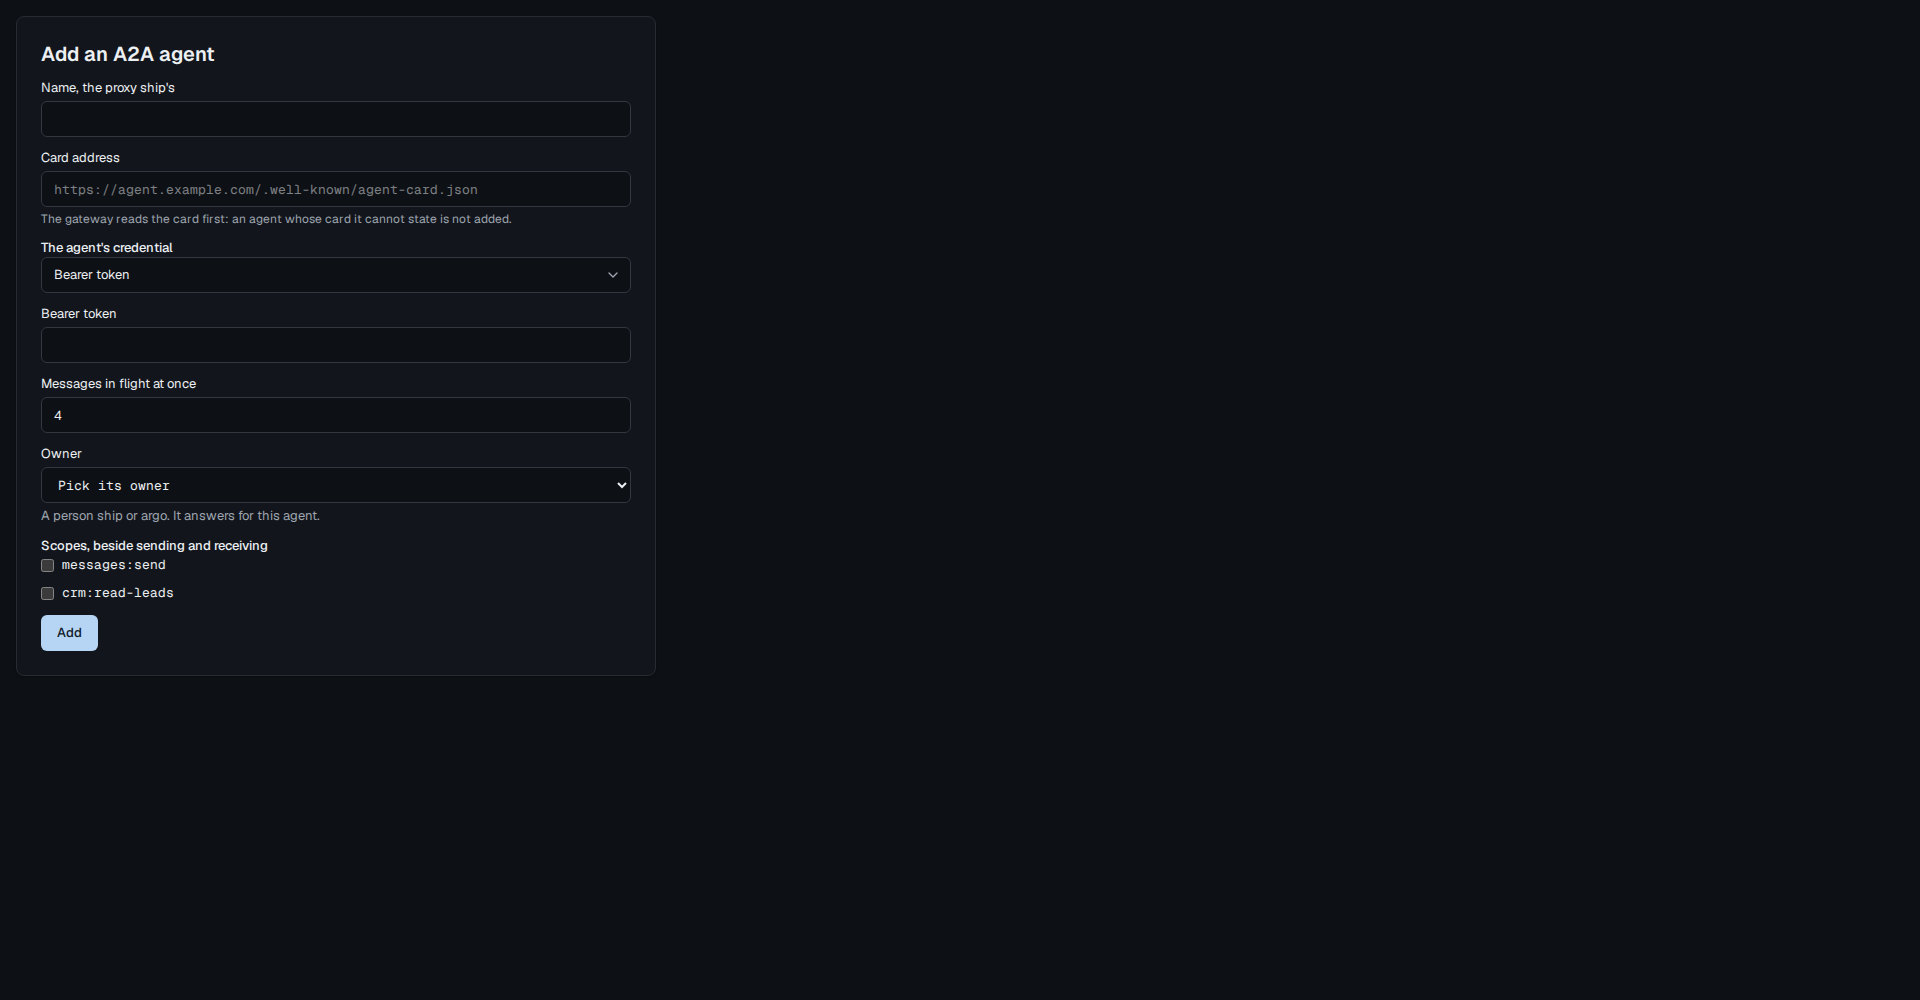 Add an A2A agent
Name, the proxy ship's
Card address
https://agent.example.com/.well-known/agent-card.json
The gateway reads the card first: an agent whose card it cannot state is not added.
The agent's credential
Bearer token
Bearer token
Messages in flight at once
4
Owner
Pick its owner
A person ship or argo. It answers for this agent.
Scopes, beside sending and receiving
messages:send
crm:read-leads
Add